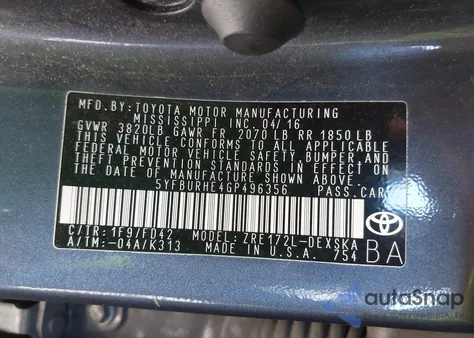 MFD. BY: TOYOTA MOTOR MANUFACTURING
MISSISSIPPI INC. 04/16
GVWR 3820LB GAWR FR 2070 LB RR 1850 LB
THIS VEHICLE CONFORMS TO ALL APPLICABLE
FEDERAL MOTOR VEHICLE SAFETY, BUMPER, AND
THEFT PREVENTION STANDARDS IN EFFECT ON
THE DATE OF MANUFACTURE SHOWN ABOVE.
5YFBURHE4GP496356 PASS.CAR
C/TR: 1F9/FD42 MODEL: ZRE172L-DEXSKA
A/TM:-04A/K313 MADE IN U.S.A. 754
BA
autoSnap